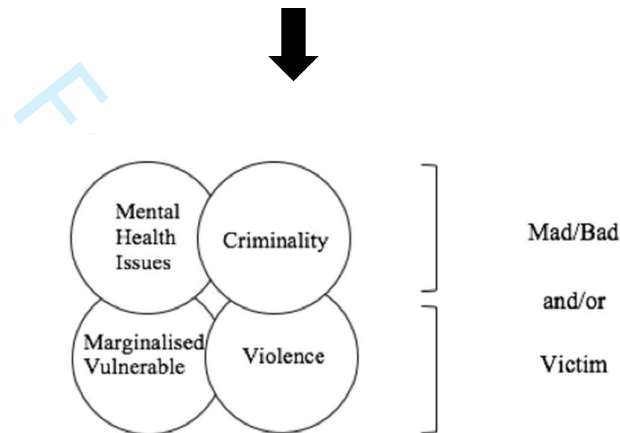 F
Mental
Health
Issues
Criminality
Mad/Bad
and/or
Marginalised
Vulnerable
Violence
Victim